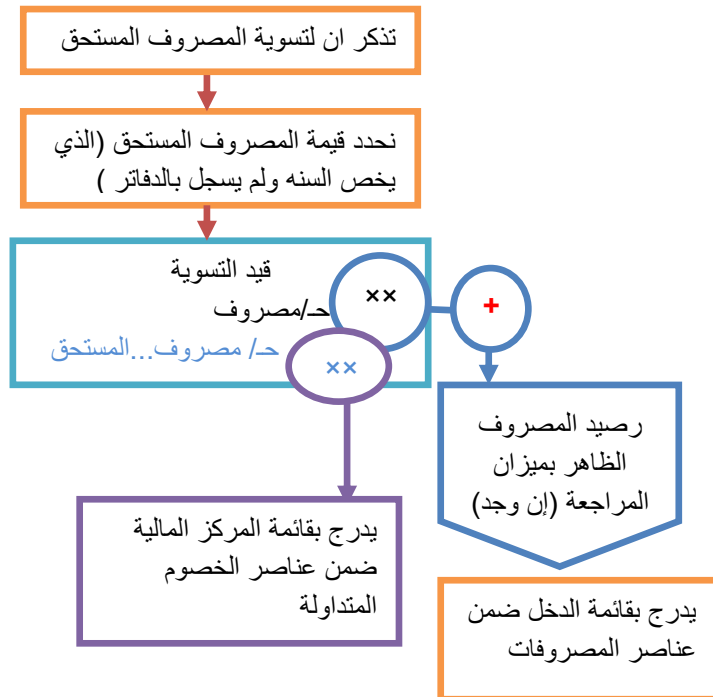 تذكر ان لتسوية المصروف المستحق
نحدد قيمة المصروف المستحق (الذي
يخص السنه ولم يسجل بالدفاتر )
قيد التسوية
×× حـ/مصروف
×× حـ/ مصروف...المستحق
+
رصيد المصروف
الظاهر بميزان
المراجعة (إن وجد)
يدرج بقائمة المركز المالية
ضمن عناصر الخصوم
المتداولة
يدرج بقائمة الدخل ضمن
عناصر المصروفات